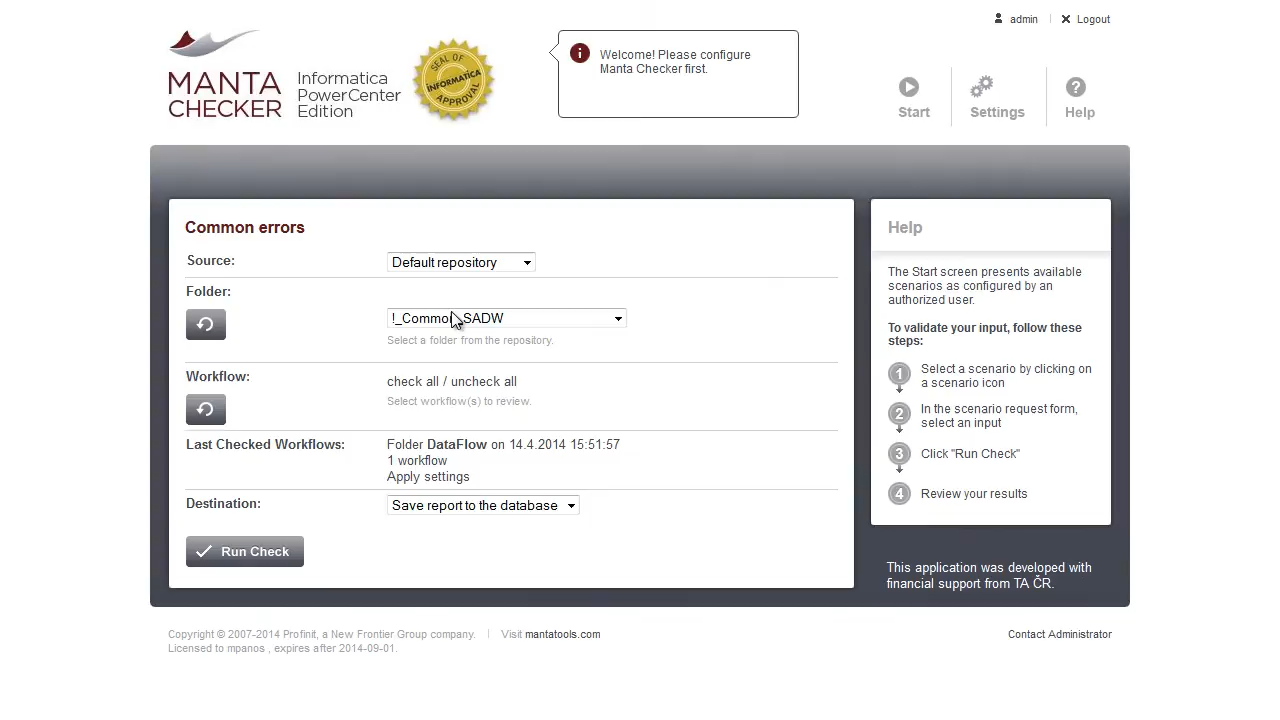 admin
Logout
MANTA
CHECKER
Informatica
PowerCenter
Edition
SEAL OF
INFORMATICA
APPROVAL
Welcome! Please configure
Manta Checker first.
Start
Settings
Help
Common errors
Source:
Default repository
Folder:
!_Common_SADW
Select a folder from the repository.
Workflow:
check all / uncheck all
Select workflow(s) to review.
Last Checked Workflows:
Folder DataFlow on 14.4.2014 15:51:57
1 workflow
Apply settings
Destination:
Save report to the database
Run Check
Help
The Start screen presents available
scenarios as configured by an
authorized user.
To validate your input, follow these
steps:
1 Select a scenario by clicking on
a scenario icon
2 In the scenario request form,
select an input
3 Click "Run Check"
4 Review your results
This application was developed with
financial support from TA ČR.
Copyright © 2007-2014 Profinit, a New Frontier Group company. | Visit mantatools.com
Licensed to mpanos , expires after 2014-09-01.
Contact Administrator